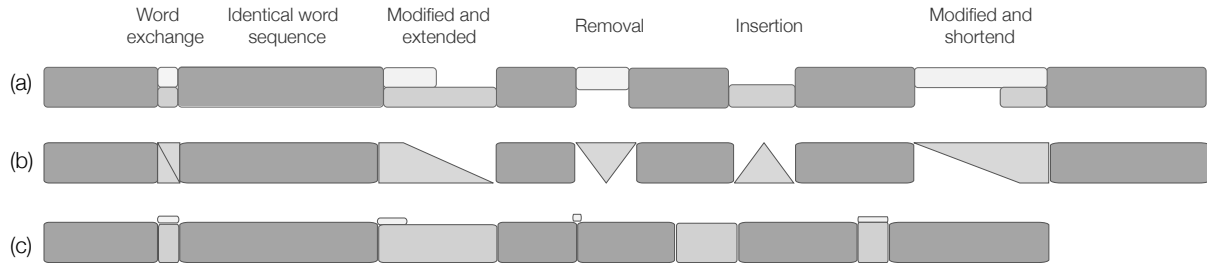 Word
exchange
Identical word
sequence
Modified and
extended
Removal
Insertion
Modified and
shortend
(a)
(b)
(c)